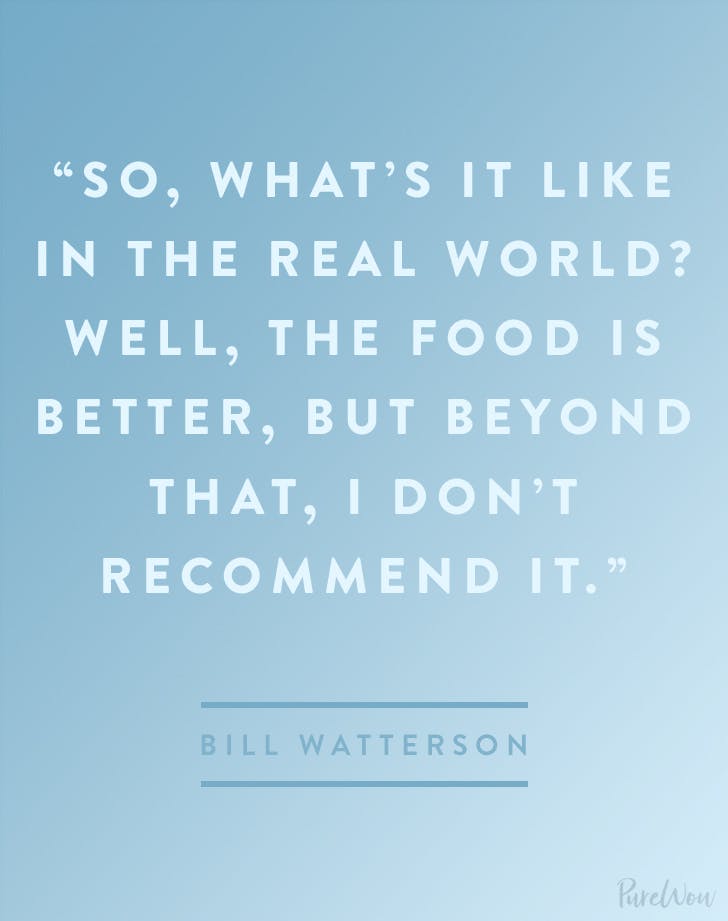 “SO, WHAT’S IT LIKE
IN THE REAL WORLD?
WELL, THE FOOD IS
BETTER, BUT BEYOND
THAT, I DON’T
RECOMMEND IT.”
BILL WATTERSON
PureWow